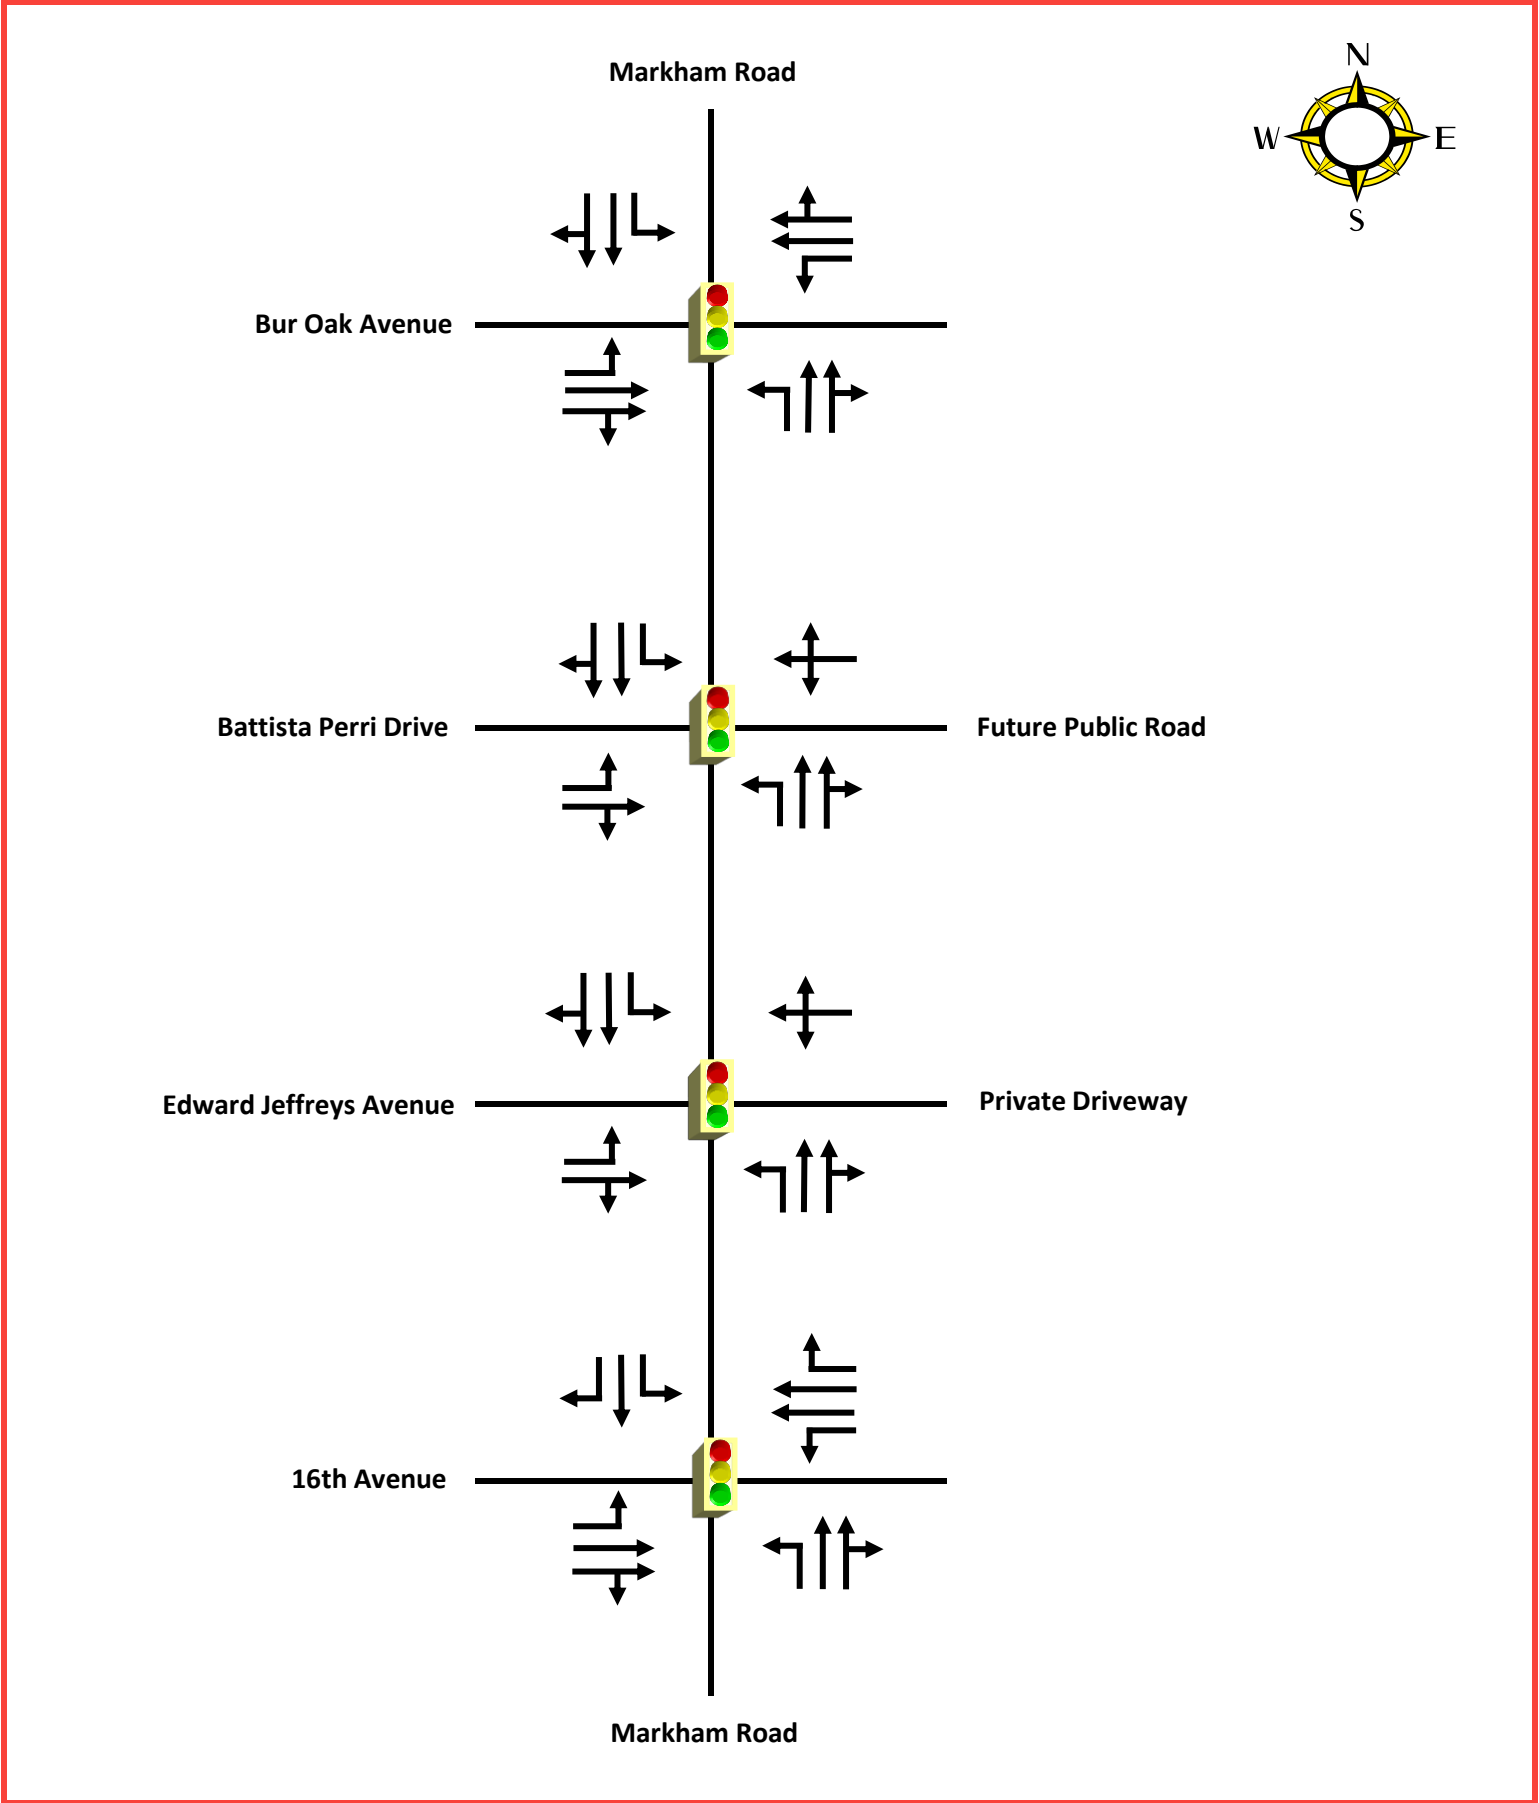 Markham Road
N
W E
S
Bur Oak Avenue
Battista Perri Drive
Future Public Road
Edward Jeffreys Avenue
Private Driveway
16th Avenue
Markham Road